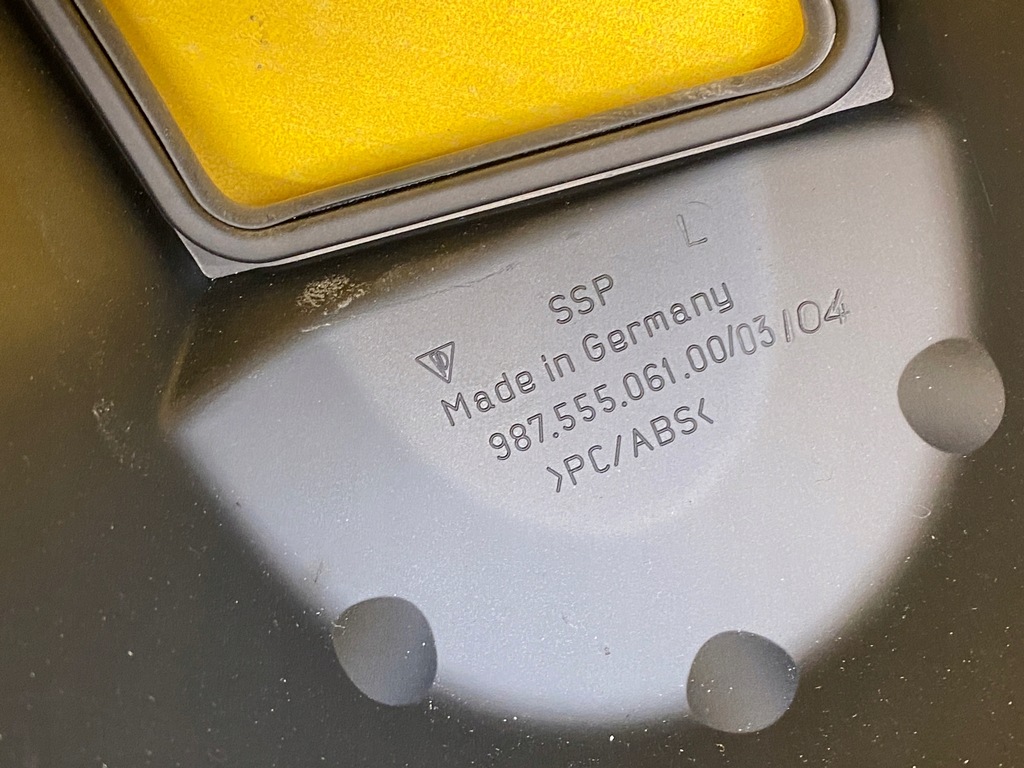 L
SSP
Made in Germany
987.555.061.00/03/04
>PC/ABS<